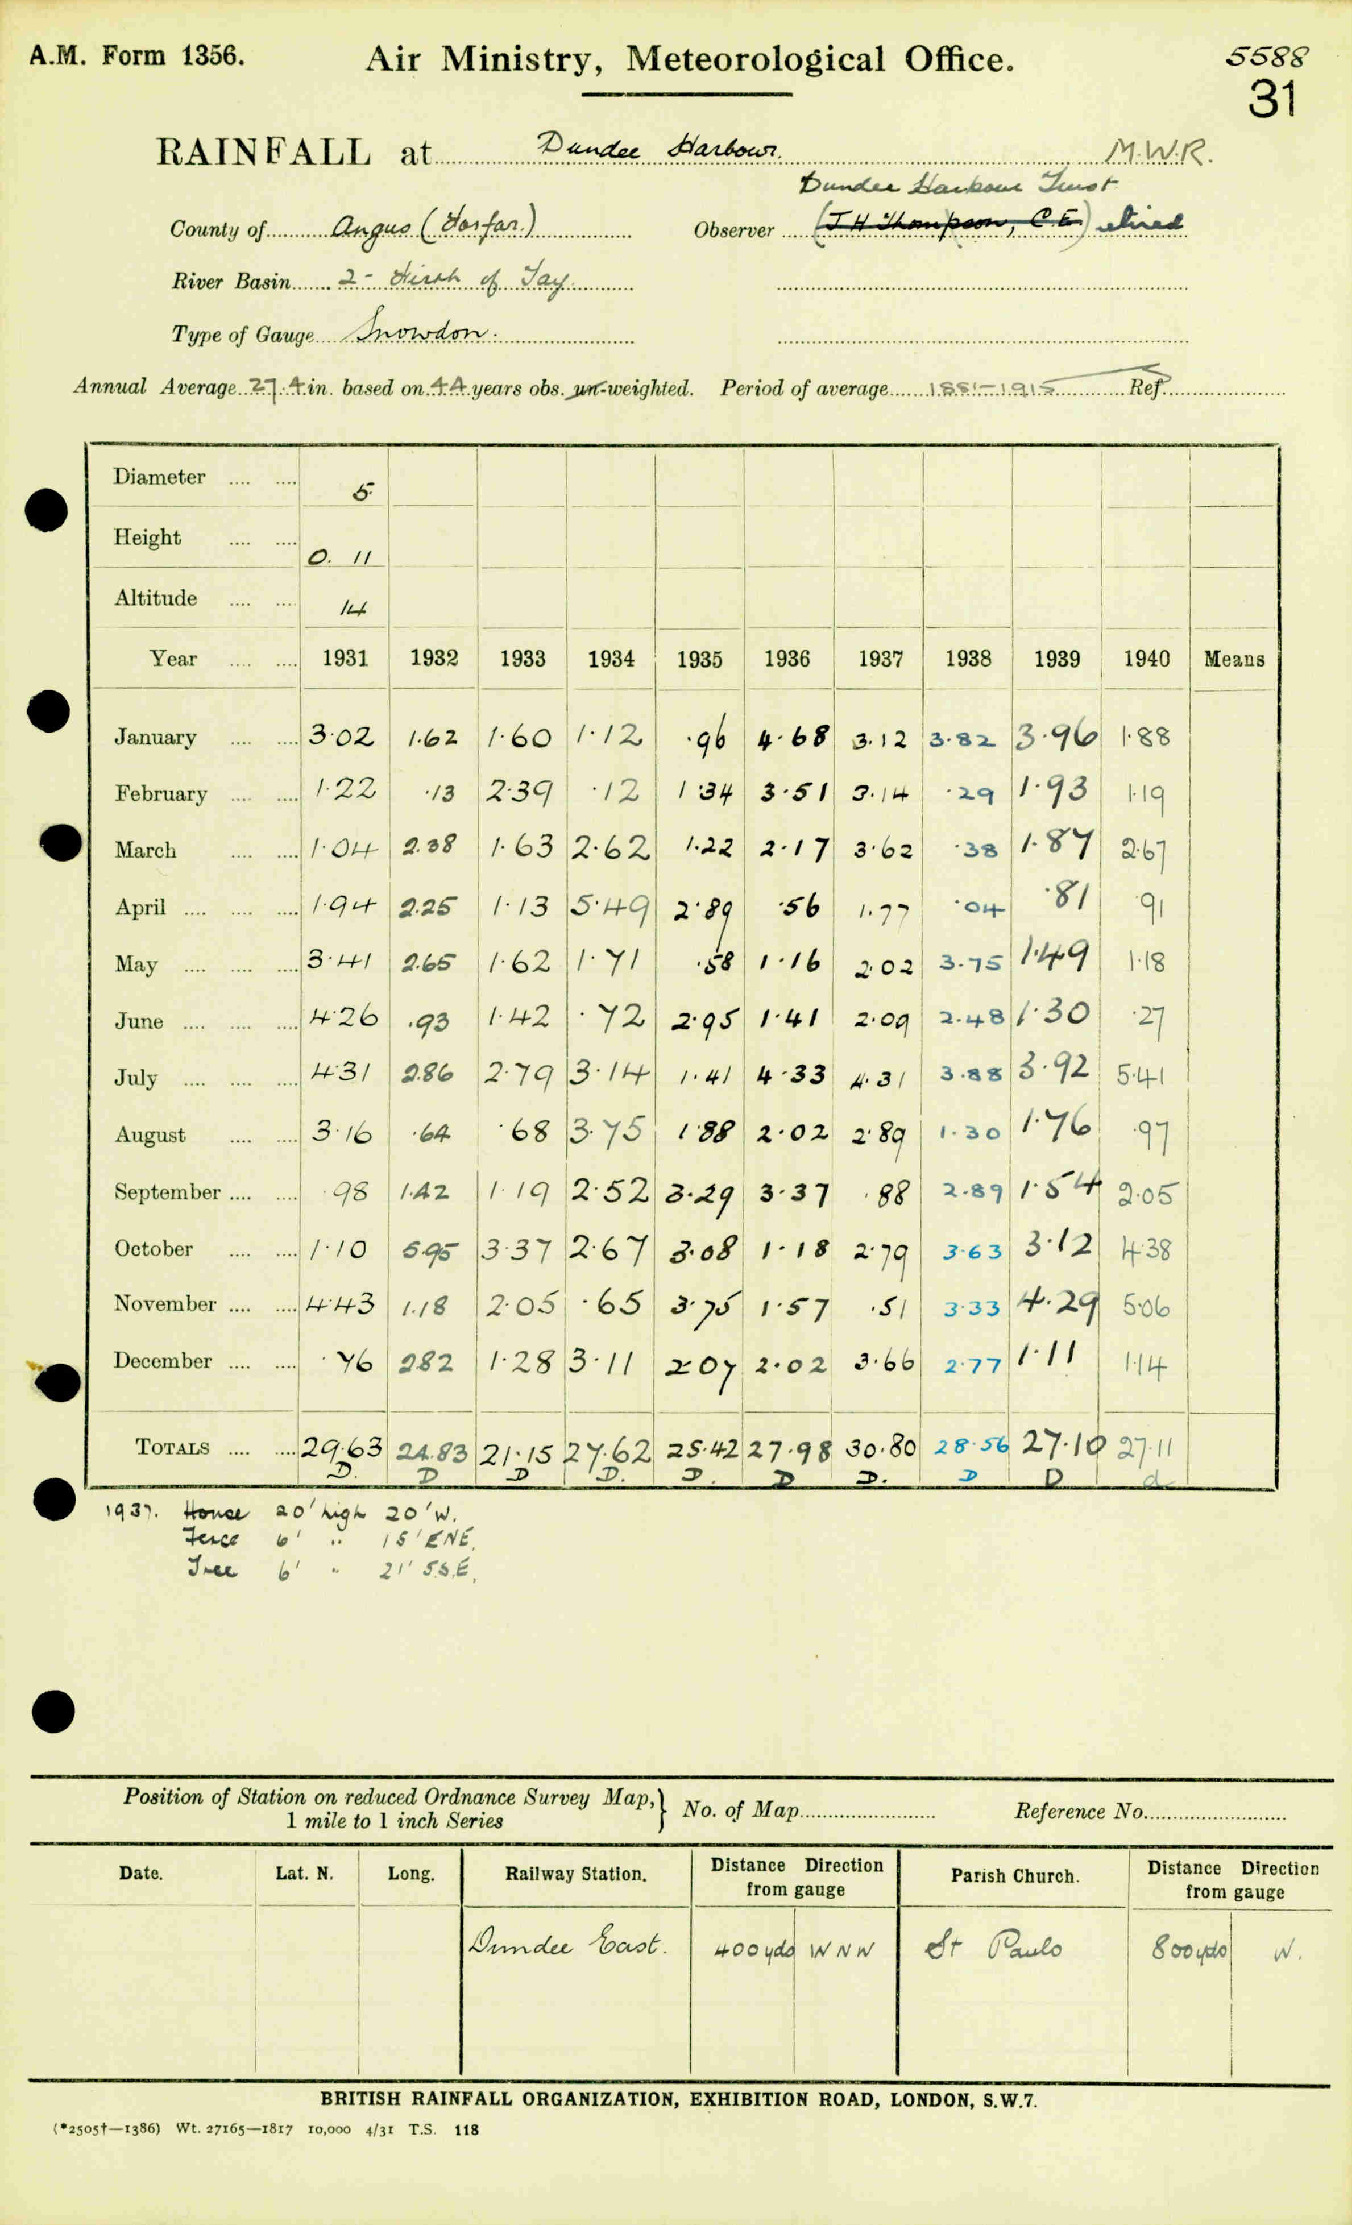 A.M. Form 1356. Air Ministry, Meteorological Office. 5588
31
RAINFALL at Dundee Harbour. M.W.R.
Dundee Harbour Trust
County of Angus (Forfar.) Observer (J H Thompson, C.E) retired
River Basin 2 - Firth of Tay
Type of Gauge Snowdon.
Annual Average 27.4 in. based on 44 years obs. un-weighted. Period of average 1881-1915 Ref.
Diameter .... .... 5
Height .... .... 0. 11
Altitude .... .... 14
Year .... .... 1931 1932 1933 1934 1935 1936 1937 1938 1939 1940 Means
January .... .... 3.02 1.62 1.60 1.12 .96 4.68 3.12 3.82 3.96 1.88
February .... .... 1.22 .13 2.39 .12 1.34 3.51 3.14 .29 1.93 1.19
March .... .... 1.04 2.38 1.63 2.62 1.22 2.17 3.62 .38 1.87 2.67
April .... .... .... 1.94 2.25 1.13 5.49 2.89 .56 1.77 .04 .81 .91
May .... .... .... 3.41 2.65 1.62 1.71 .58 1.16 2.02 3.75 1.49 1.18
June .... .... .... 4.26 .93 1.42 .72 2.95 1.41 2.09 2.48 1.30 .27
July .... .... .... 4.31 2.86 2.79 3.14 1.41 4.33 4.31 3.88 3.92 5.41
August .... .... 3.16 .64 .68 3.75 1.88 2.02 2.89 1.30 1.76 .97
September .... .... .98 1.42 1.19 2.52 3.29 3.37 .88 2.89 1.54 2.05
October .... .... 1.10 5.95 3.37 2.67 3.08 1.18 2.79 3.63 3.12 4.38
November .... .... 4.43 1.18 2.05 .65 3.75 1.57 .51 3.33 4.29 5.06
December .... .... .76 2.82 1.28 3.11 2.07 2.02 3.66 2.77 1.11 1.14
TOTALS .... .... 29.63 24.83 21.15 27.62 25.42 27.98 30.80 28.56 27.10 27.11
D. D D D. D. D D. D D d
1937. House 20' high 20' W.
Fence 6' " 15' ENE.
Tree 6' " 21' S.S.E.
Position of Station on reduced Ordnance Survey Map, } No. of Map Reference No.
1 mile to 1 inch Series
Date. Lat. N. Long. Railway Station. Distance Direction from gauge Parish Church. Distance Direction from gauge
Dundee East. 400 yds WNW St Pauls 800 yds W.
BRITISH RAINFALL ORGANIZATION, EXHIBITION ROAD, LONDON, S.W.7.
(*2505†—1386) Wt. 27165—1817 10,000 4/31 T.S. 118